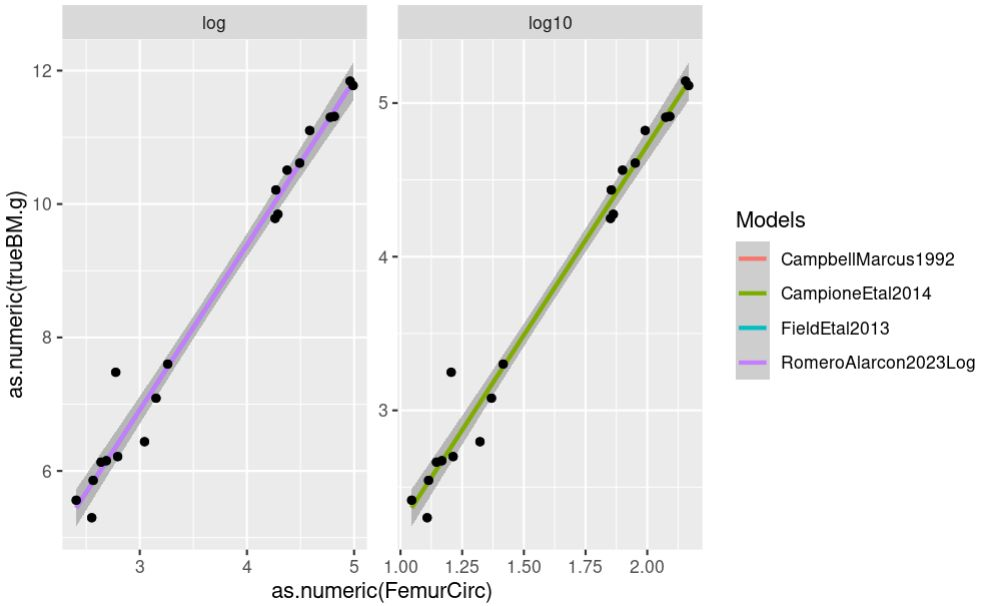 log
log10
12
10
8
6
5
4
3
3
4
5
1.00
1.25
1.50
1.75
2.00
as.numeric(trueBM.g)
as.numeric(FemurCirc)
Models
CampbellMarcus1992
CampioneEtal2014
FieldEtal2013
RomeroAlarcon2023Log